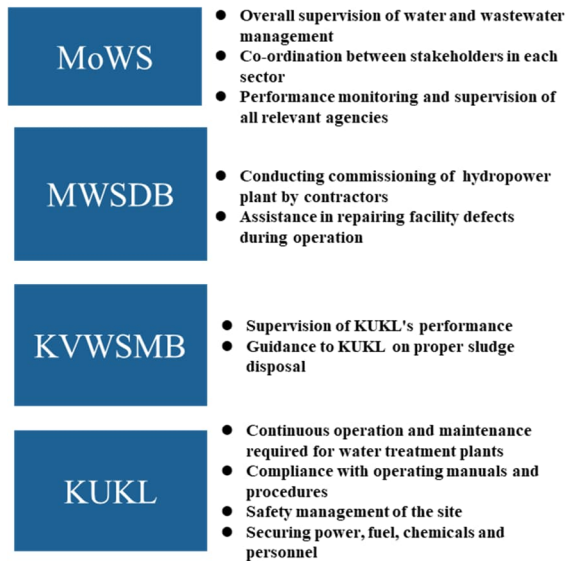 MoWS
● Overall supervision of water and wastewater
management
● Co-ordination between stakeholders in each
sector
● Performance monitoring and supervision of
all relevant agencies
MWSDB
● Conducting commissioning of hydropower
plant by contractors
● Assistance in repairing facility defects
during operation
KVWSMB
● Supervision of KUKL's performance
● Guidance to KUKL on proper sludge
disposal
KUKL
● Continuous operation and maintenance
required for water treatment plants
● Compliance with operating manuals and
procedures
● Safety management of the site
● Securing power, fuel, chemicals and
personnel